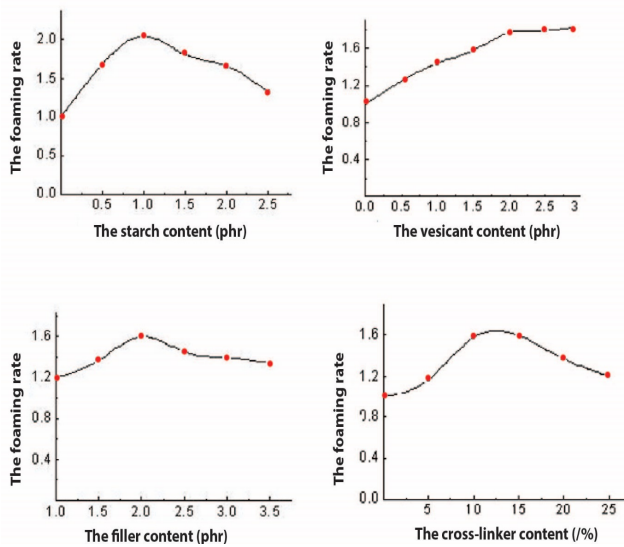 The foaming rate
2.0
1.5
1.0
0.5
0.0
0.5 1.0 1.5 2.0 2.5
The starch content (phr)
The foaming rate
1.6
1.2
0.8
0.4
0.0 0.5 1.0 1.5 2.0 2.5 3
The vesicant content (phr)
The foaming rate
1.6
1.2
0.4
1.0 1.5 2.0 2.5 3.0 3.5
The filler content (phr)
The foaming rate
1.6
1.2
0.8
0.4
0.0
5 10 15 20 25
The cross-linker content (/%)